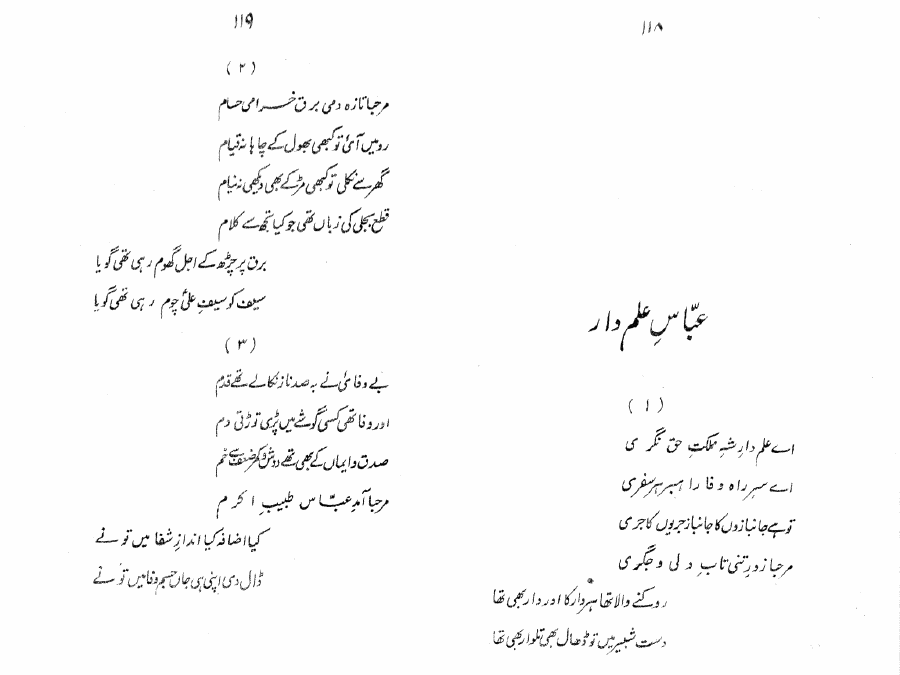 ۱۱۸
عبّاسِ علم دار
(۱)
اے علم دارِ شہِ مملکتِ حق نگری
اے سرِ راہِ وفا راہبرِ ہر سفری
تو ہے جانبازوں کا جانباز جریوں کا جری
مرحبا زورِ تنی تابِ دلی و جگری
روکنے والا تھا ہر وار کا اور دار بھی تھا
دست شبیر میں تو ڈھال بھی تلوار بھی تھا
۱۱۹
(۲)
مرحبا تازہ دمی برق خرامی حسام
رو میں آئی تو کبھی بھول کے چاہا نہ قیام
گھر سے نکلی تو کبھی مڑ کے بھی دیکھی نہ نیام
قطع بجلی کی زباں تھی جو کیا تجھ سے کلام
برق پر چڑھ کے اجل گھوم رہی تھی گویا
سیف کو سیفِ علیؑ چوم رہی تھی گویا
(۳)
بے وفائی نے بہ صد ناز نکالے تھے قدم
اور وفا تھی کسی گوشے میں پڑی توڑتی دم
صدق و ایماں کے بھی تھے دوش و کمر ضعف سے خم
مرحبا آمدِ عبّاس طبیبِ اکرم
کیا اضافہ کیا اندازِ شفا میں تو نے
ڈال دی اپنی ہی جاں جسمِ وفا میں تو نے